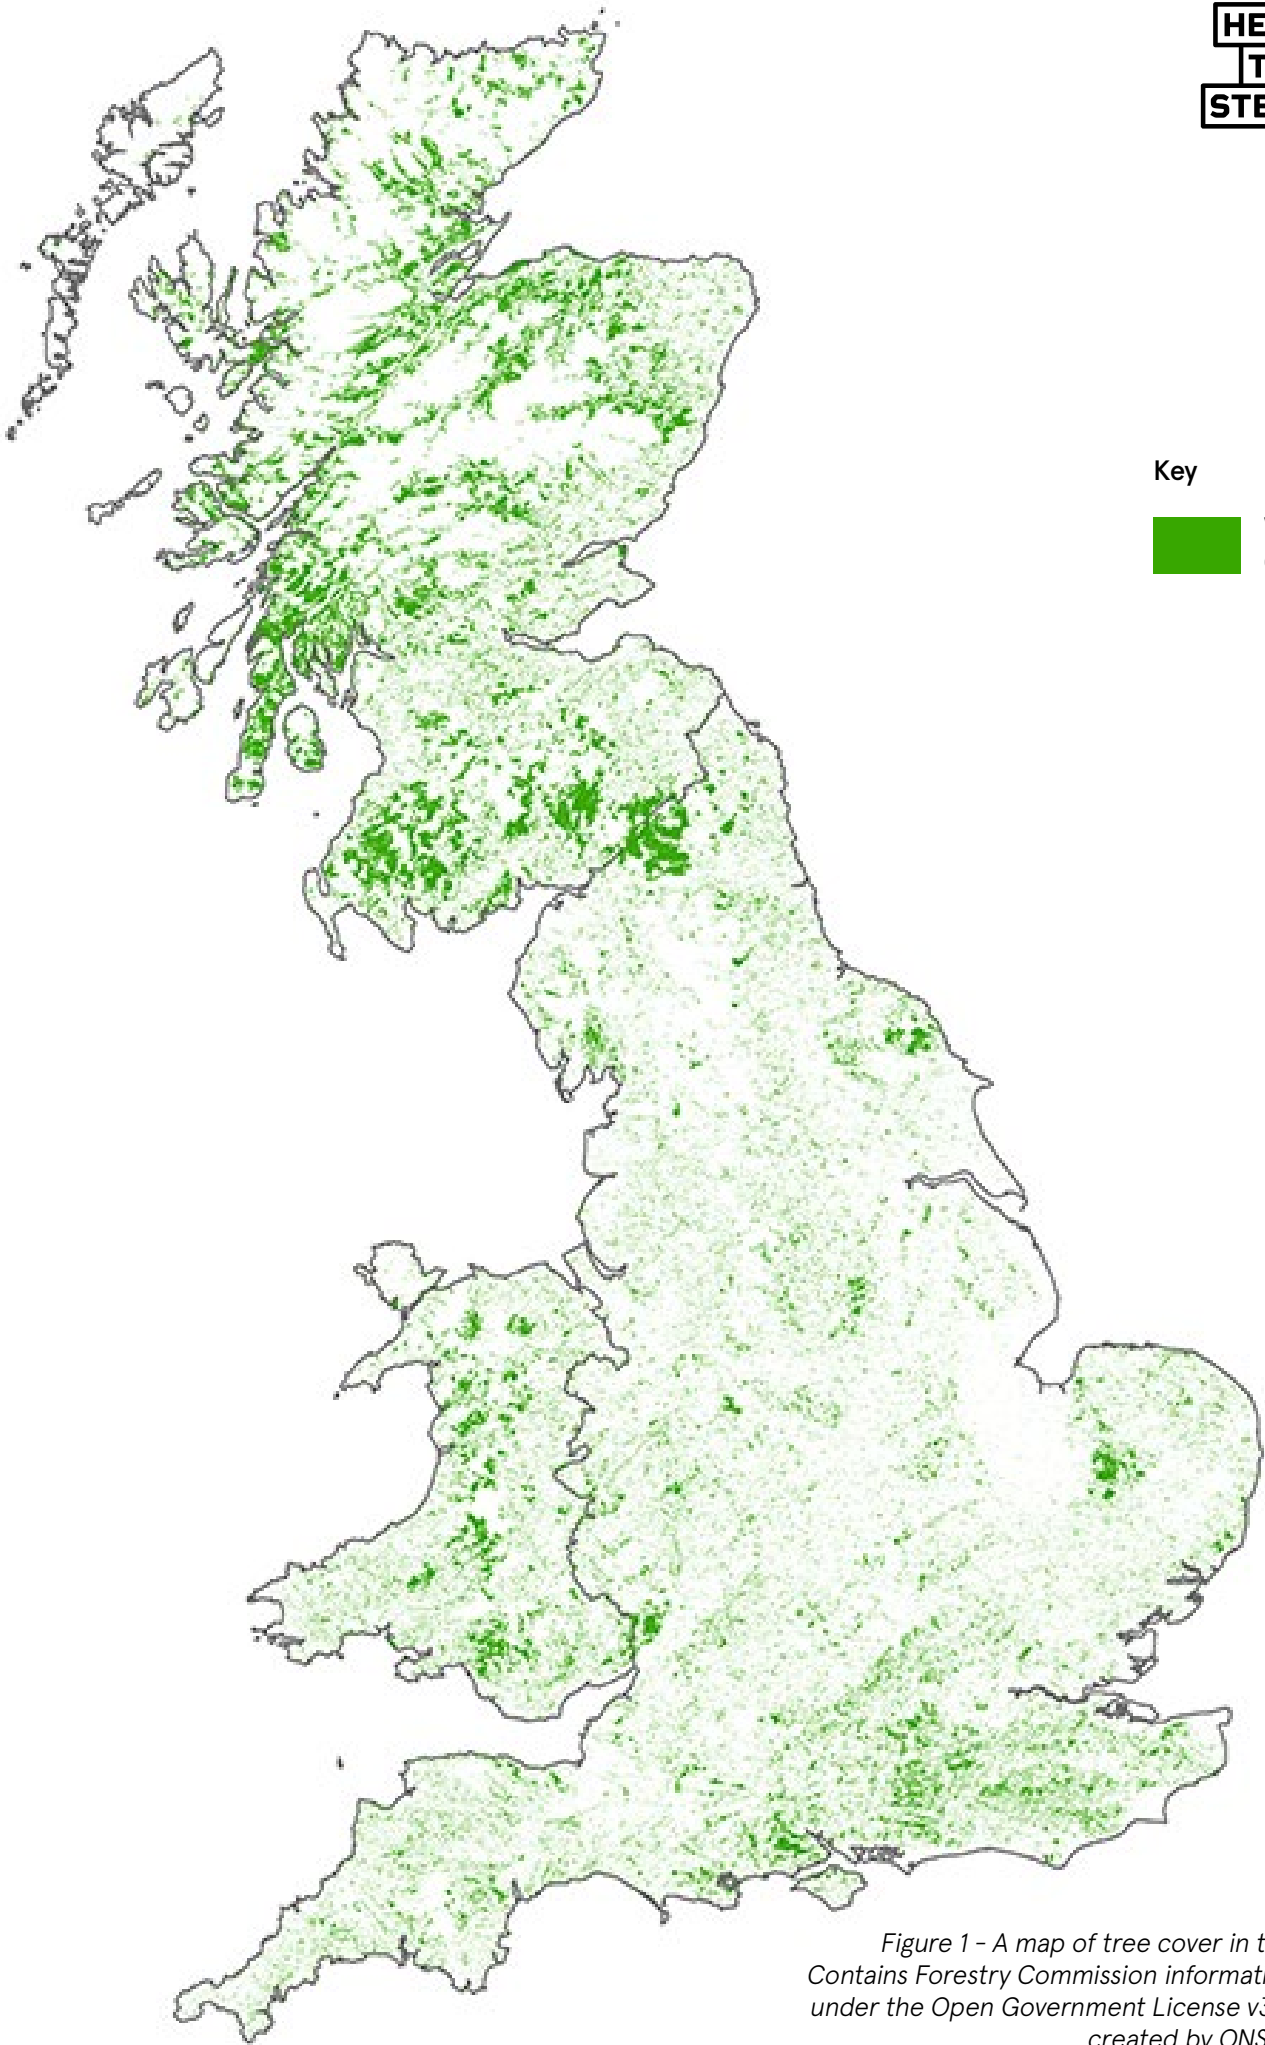 HE
T
STE
Key
Figure 1 - A map of tree cover in t
Contains Forestry Commission informati
under the Open Government License v3
created by ONS